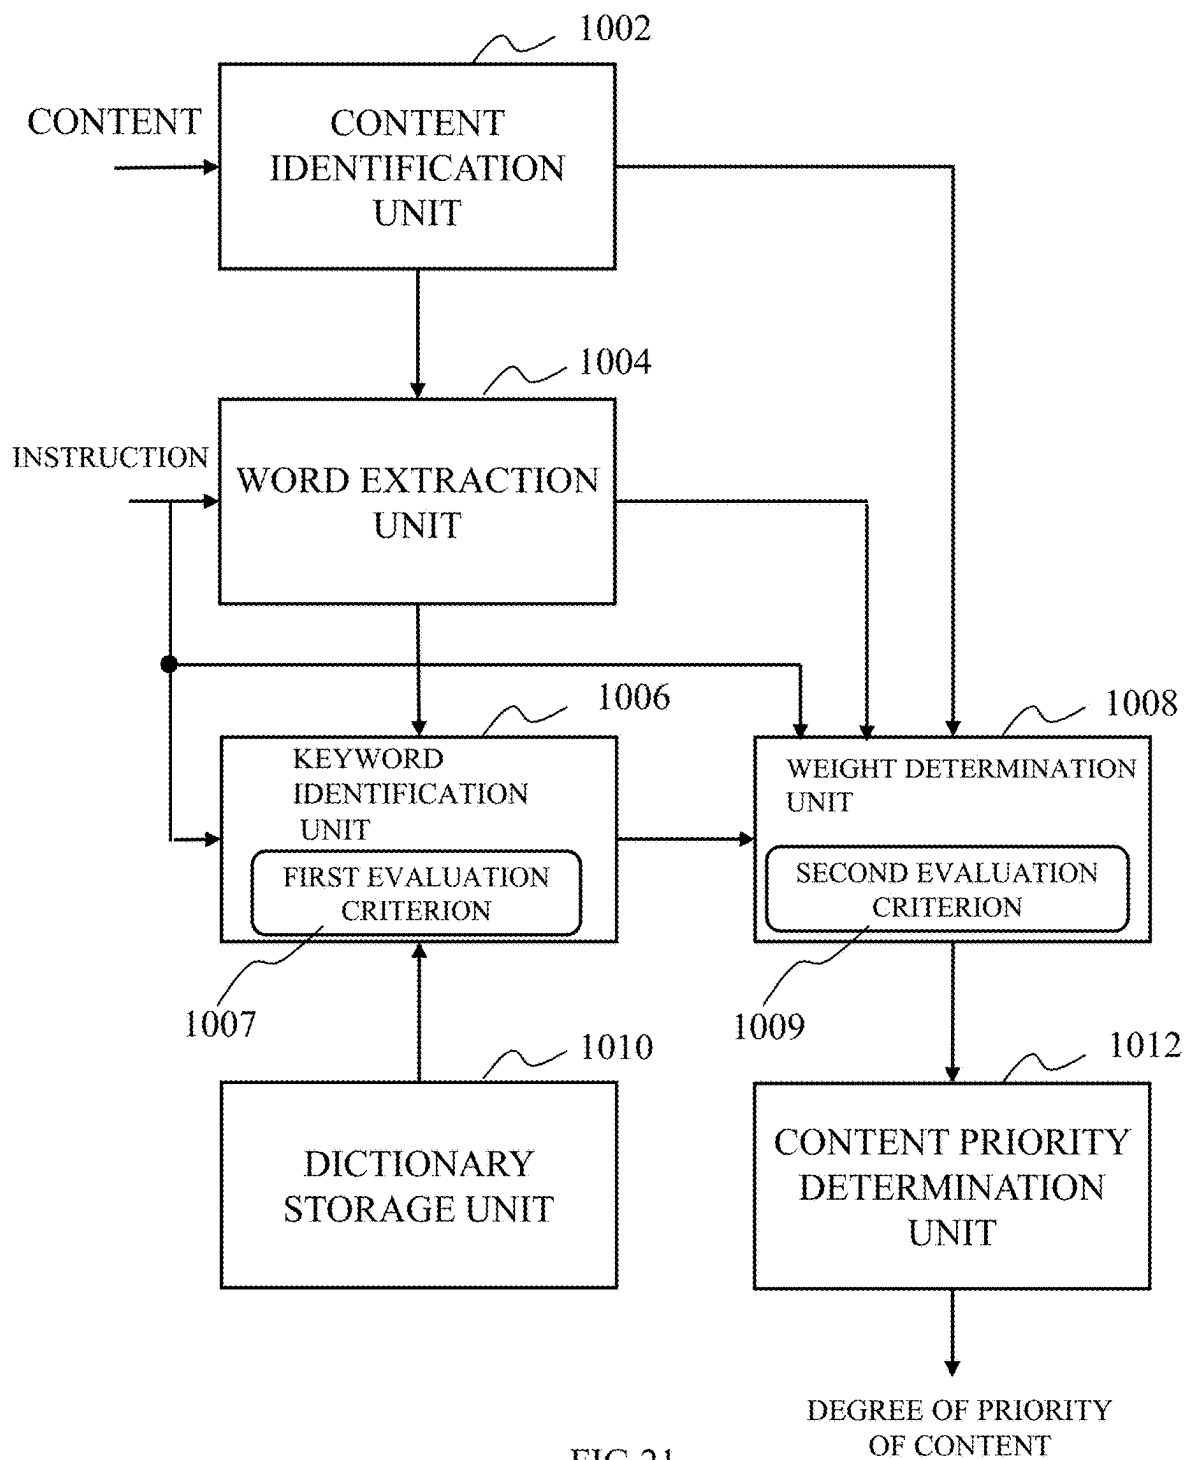 1002
CONTENT
CONTENT
IDENTIFICATION
UNIT
1004
INSTRUCTION
WORD EXTRACTION
UNIT
1006
1008
KEYWORD
IDENTIFICATION
UNIT
FIRST EVALUATION
CRITERION
WEIGHT DETERMINATION
UNIT
SECOND EVALUATION
CRITERION
1007
1009
1010
1012
DICTIONARY
STORAGE UNIT
CONTENT PRIORITY
DETERMINATION
UNIT
DEGREE OF PRIORITY
OF CONTENT
FIG.21